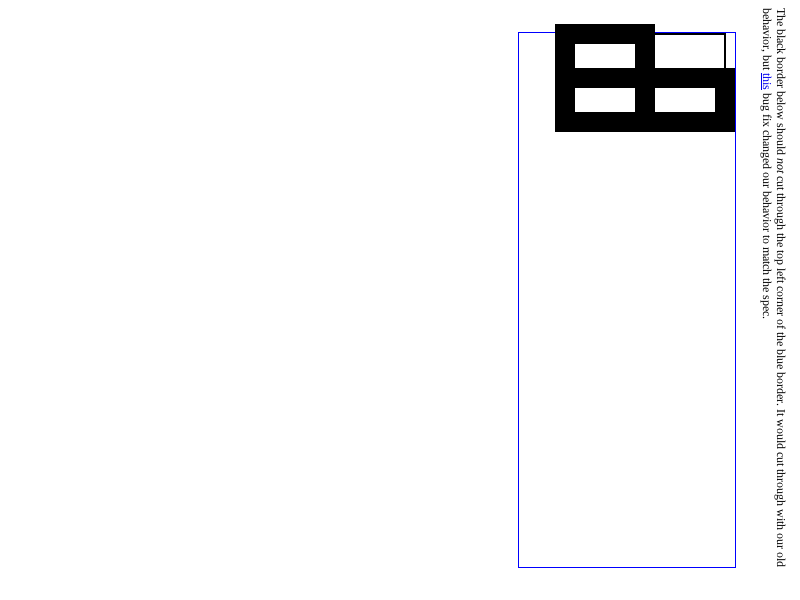 The black border below should not cut through the top left corner of the blue border. It would cut through with our old
behavior, but this bug fix changed our behavior to match the spec.